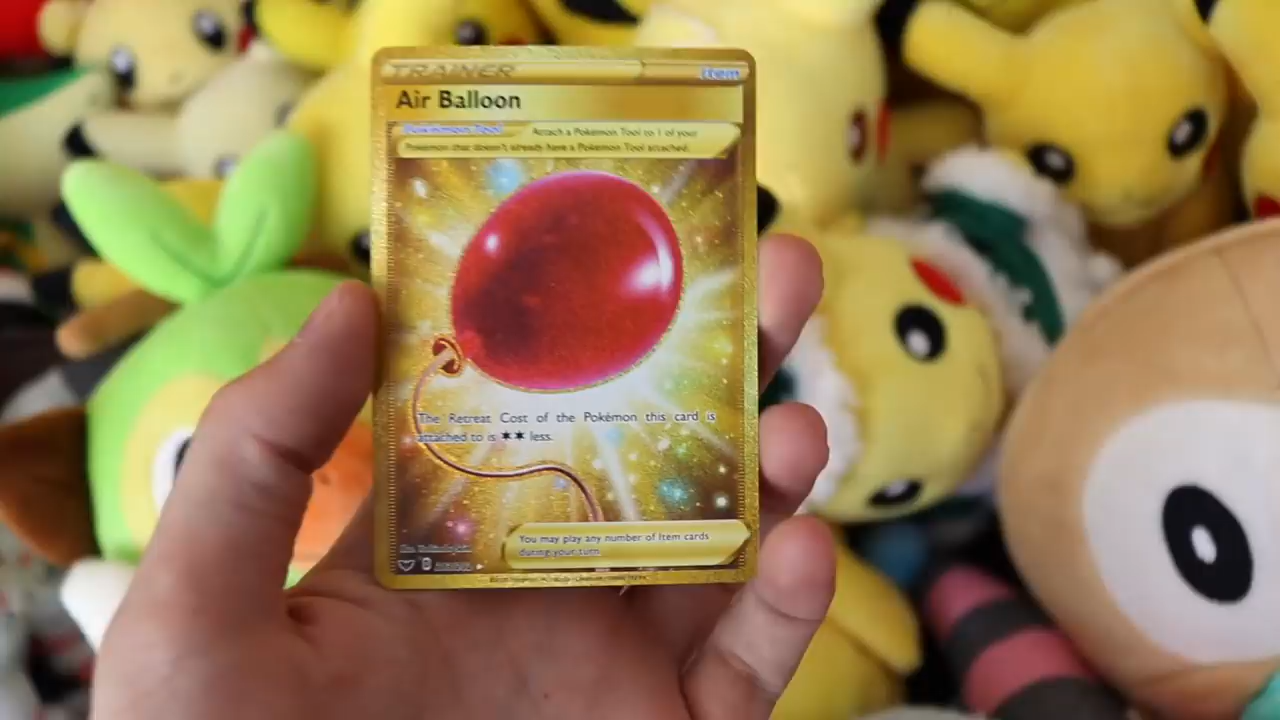 TRAINER
Item
Air Balloon
Pokémon Tool Attach a Pokémon Tool to 1 of your
Pokémon that doesn't already have a Pokémon Tool attached.
The Retreat Cost of the Pokémon this card is
attached to is ✶✶ less.
You may play any number of Item cards
during your turn.